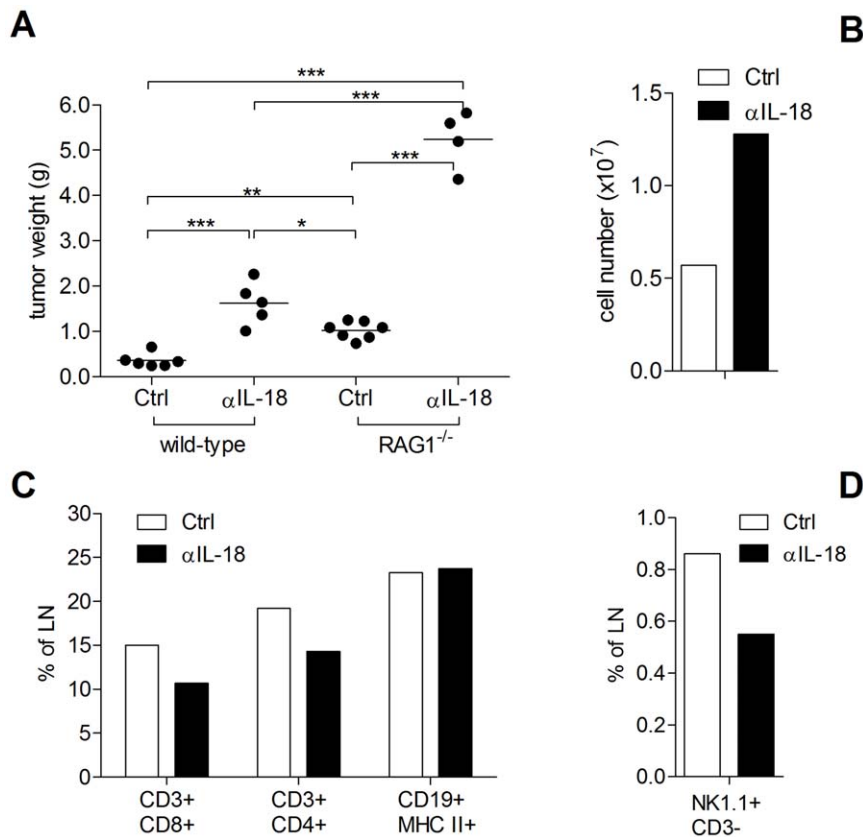 A
***
***
***
**
***
*
6.0
5.0
4.0
3.0
2.0
1.0
0.0
tumor weight (g)
Ctrl αIL-18 Ctrl αIL-18
wild-type RAG1-/-
B
Ctrl
αIL-18
1.5
1.0
0.5
0.0
cell number (x10⁷)
C
Ctrl
αIL-18
30
25
20
15
10
5
0
% of LN
CD3+ CD3+ CD19+
CD8+ CD4+ MHC II+
D
Ctrl
αIL-18
1.0
0.8
0.6
0.4
0.2
0.0
% of LN
NK1.1+
CD3-